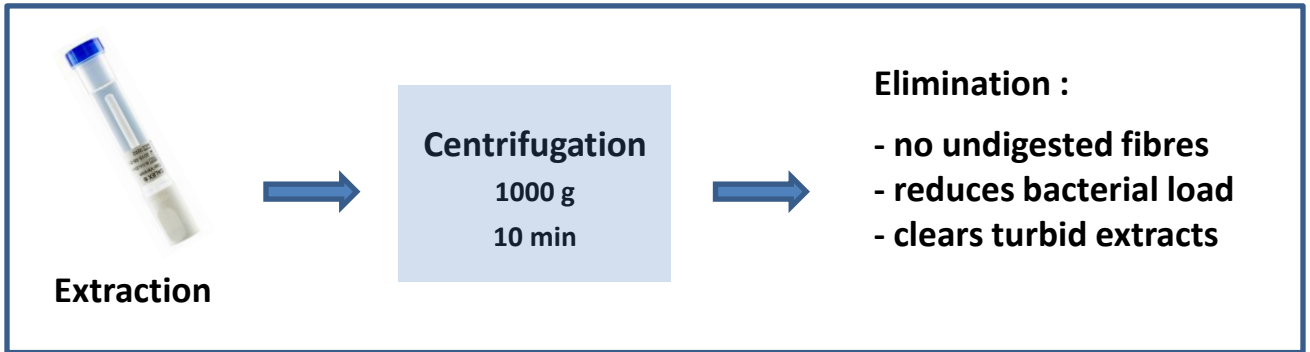 Extraction
Centrifugation
1000 g
10 min
Elimination :
- no undigested fibres
- reduces bacterial load
- clears turbid extracts